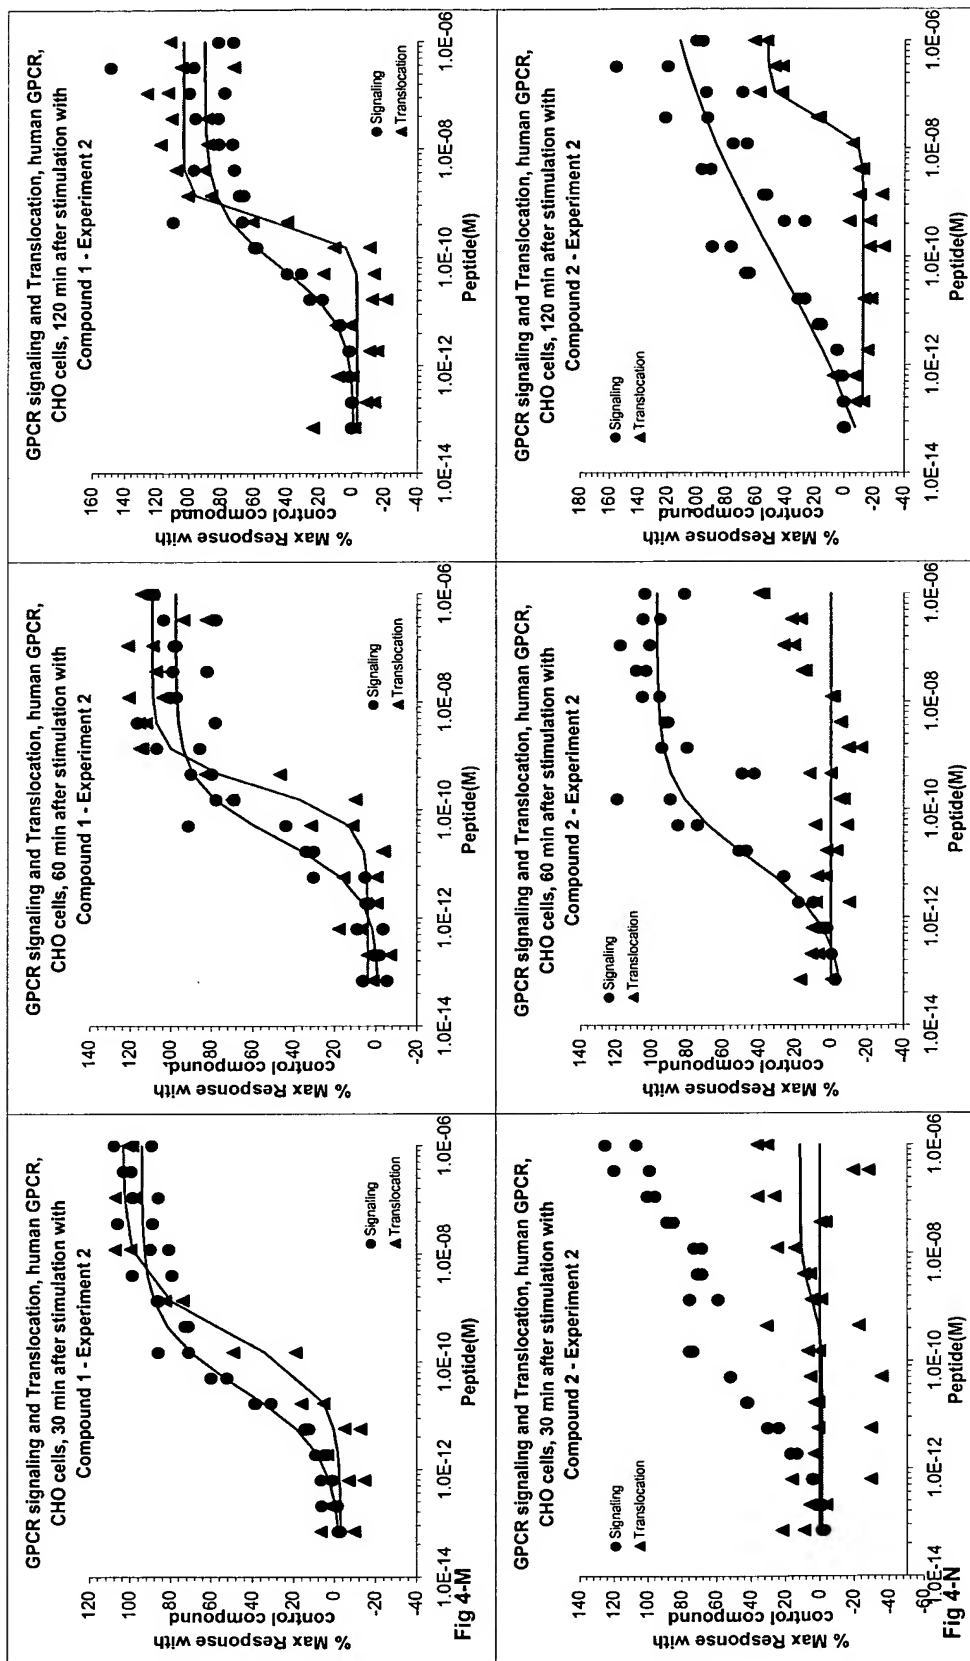 GPCR signaling and Translocation, human GPCR,
CHO cells, 30 min after stimulation with
Compound 1 - Experiment 2
% Max Response with
control compound
140
120
100
80
60
40
20
0
-20
-40
1.0E-14
1.0E-12
1.0E-10
1.0E-08
1.0E-06
Peptide(M)
Signaling
Translocation
Fig 4-M
GPCR signaling and Translocation, human GPCR,
CHO cells, 60 min after stimulation with
Compound 1 - Experiment 2
% Max Response with
control compound
140
120
100
80
60
40
20
0
-20
-40
1.0E-14
1.0E-12
1.0E-10
1.0E-08
1.0E-06
Peptide(M)
Signaling
Translocation
GPCR signaling and Translocation, human GPCR,
CHO cells, 120 min after stimulation with
Compound 1 - Experiment 2
% Max Response with
control compound
160
140
120
100
80
60
40
20
0
-20
-40
1.0E-14
1.0E-12
1.0E-10
1.0E-08
1.0E-06
Peptide(M)
Signaling
Translocation
GPCR signaling and Translocation, human GPCR,
CHO cells, 30 min after stimulation with
Compound 2 - Experiment 2
Signaling
Translocation
% Max Response with
control compound
140
120
100
80
60
40
20
0
-20
-40
-60
1.0E-14
1.0E-12
1.0E-10
1.0E-08
1.0E-06
Peptide(M)
Fig 4-N
GPCR signaling and Translocation, human GPCR,
CHO cells, 60 min after stimulation with
Compound 2 - Experiment 2
Signaling
Translocation
% Max Response with
control compound
140
120
100
80
60
40
20
0
-20
-40
1.0E-14
1.0E-12
1.0E-10
1.0E-08
1.0E-06
Peptide(M)
GPCR signaling and Translocation, human GPCR,
CHO cells, 120 min after stimulation with
Compound 2 - Experiment 2
Signaling
Translocation
% Max Response with
control compound
180
160
140
120
100
80
60
40
20
0
-20
-40
1.0E-14
1.0E-12
1.0E-10
1.0E-08
1.0E-06
Peptide(M)